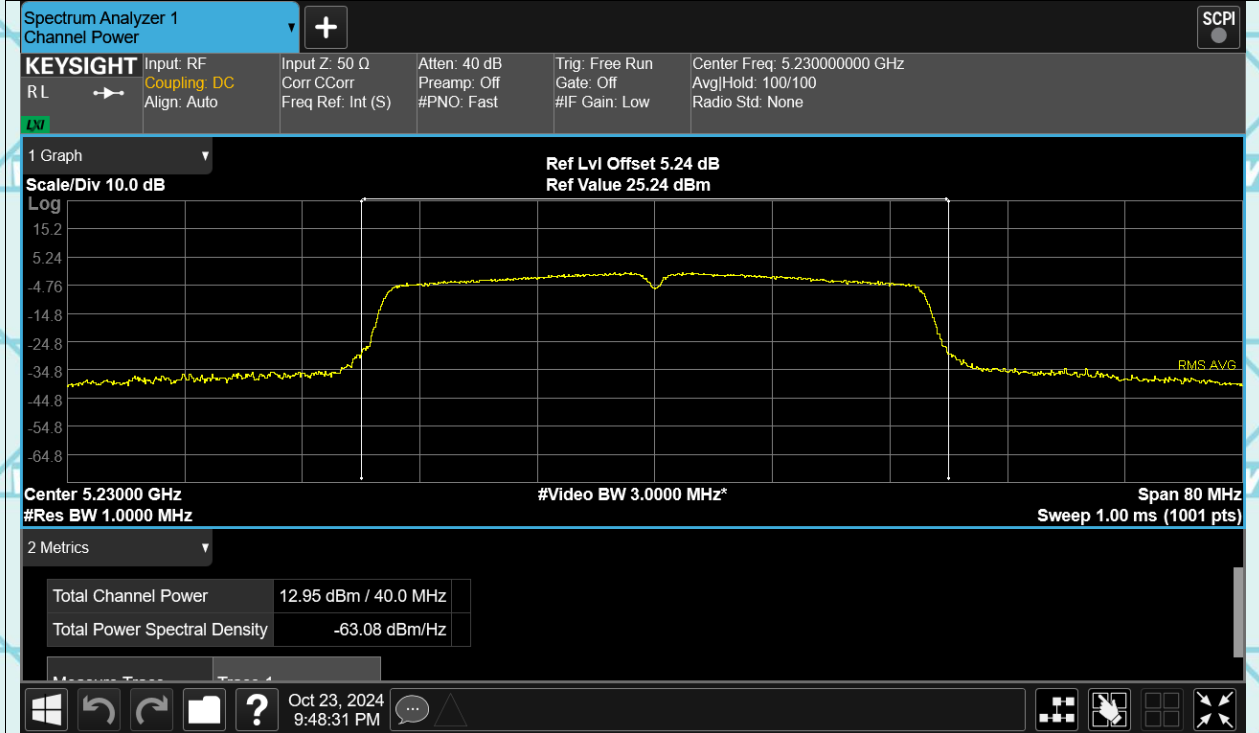 Spectrum Analyzer 1
Channel Power
SCPI
KEYSIGHT
R L
LXI
Input: RF
Coupling: DC
Align: Auto
Input Z: 50 Ω
Corr CCorr
Freq Ref: Int (S)
Atten: 40 dB
Preamp: Off
#PNO: Fast
Trig: Free Run
Gate: Off
#IF Gain: Low
Center Freq: 5.230000000 GHz
Avg|Hold: 100/100
Radio Std: None
1 Graph
Ref Lvl Offset 5.24 dB
Scale/Div 10.0 dB
Ref Value 25.24 dBm
Log
15.2
5.24
-4.76
-14.8
-24.8
-34.8
RMS AVG
-44.8
-54.8
-64.8
Center 5.23000 GHz
#Video BW 3.0000 MHz*
Span 80 MHz
#Res BW 1.0000 MHz
Sweep 1.00 ms (1001 pts)
2 Metrics
Total Channel Power 12.95 dBm / 40.0 MHz
Total Power Spectral Density -63.08 dBm/Hz
Measure Trace Trace 1
Oct 23, 2024
9:48:31 PM